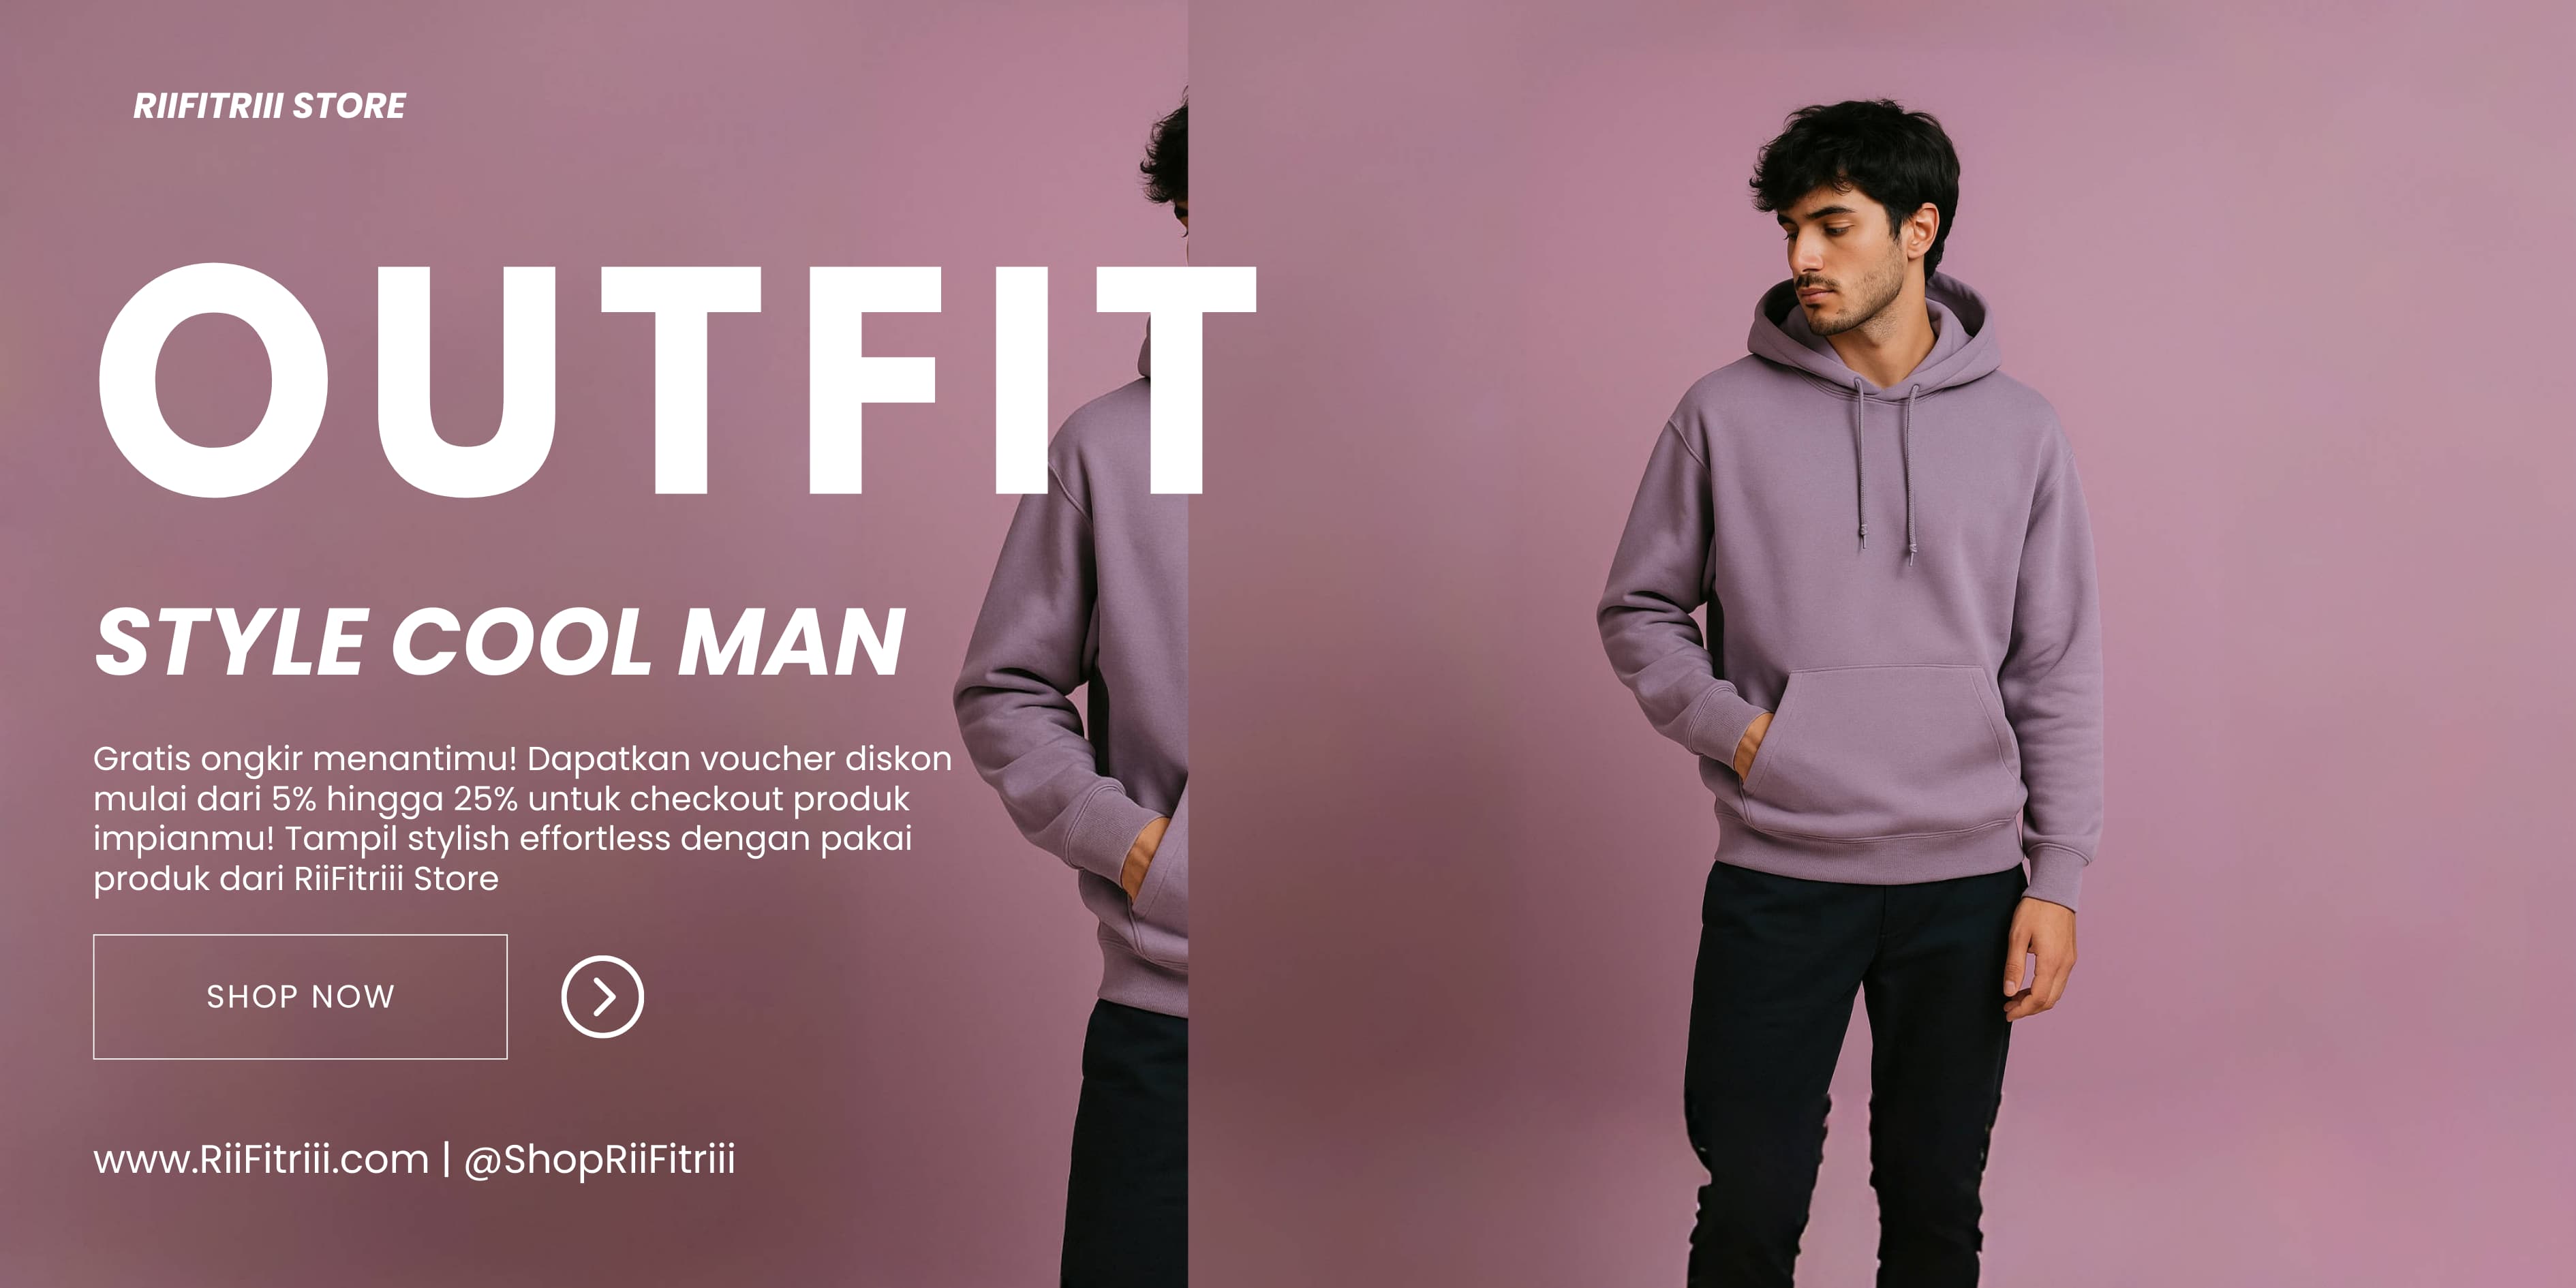 RIIFITRIII STORE
OUTFIT
STYLE COOL MAN
Gratis ongkir menantimu! Dapatkan voucher diskon
mulai dari 5% hingga 25% untuk checkout produk
impianmu! Tampil stylish effortless dengan pakai
produk dari RiiFitriii Store
SHOP NOW
www.RiiFitriii.com | @ShopRiiFitriii